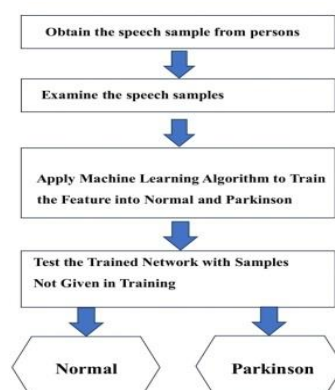 Obtain the speech sample from persons
Examine the speech samples
Apply Machine Learning Algorithm to Train
the Feature into Normal and Parkinson
Test the Trained Network with Samples
Not Given in Training
Normal
Parkinson